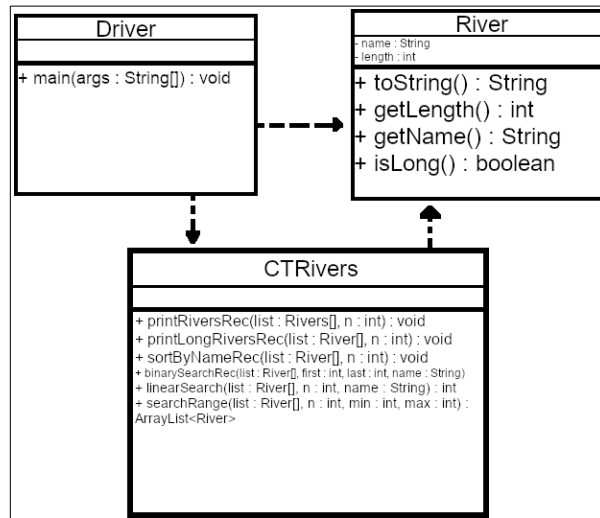 Driver
+ main(args : String[]) : void
River
- name : String
- length : int
+ toString() : String
+ getLength() : int
+ getName() : String
+ isLong() : boolean
CTRivers
+ printRiversRec(list : Rivers[], n : int) : void
+ printLongRiversRec(list : River[], n : int) : void
+ sortByNameRec(list : River[], n : int) : void
+ binarySearchRec(list : River[], first : int, last : int, name : String)
+ linearSearch(list : River[], n : int, name : String) : int
+ searchRange(list : River[], n : int, min : int, max : int) :
ArrayList<River>